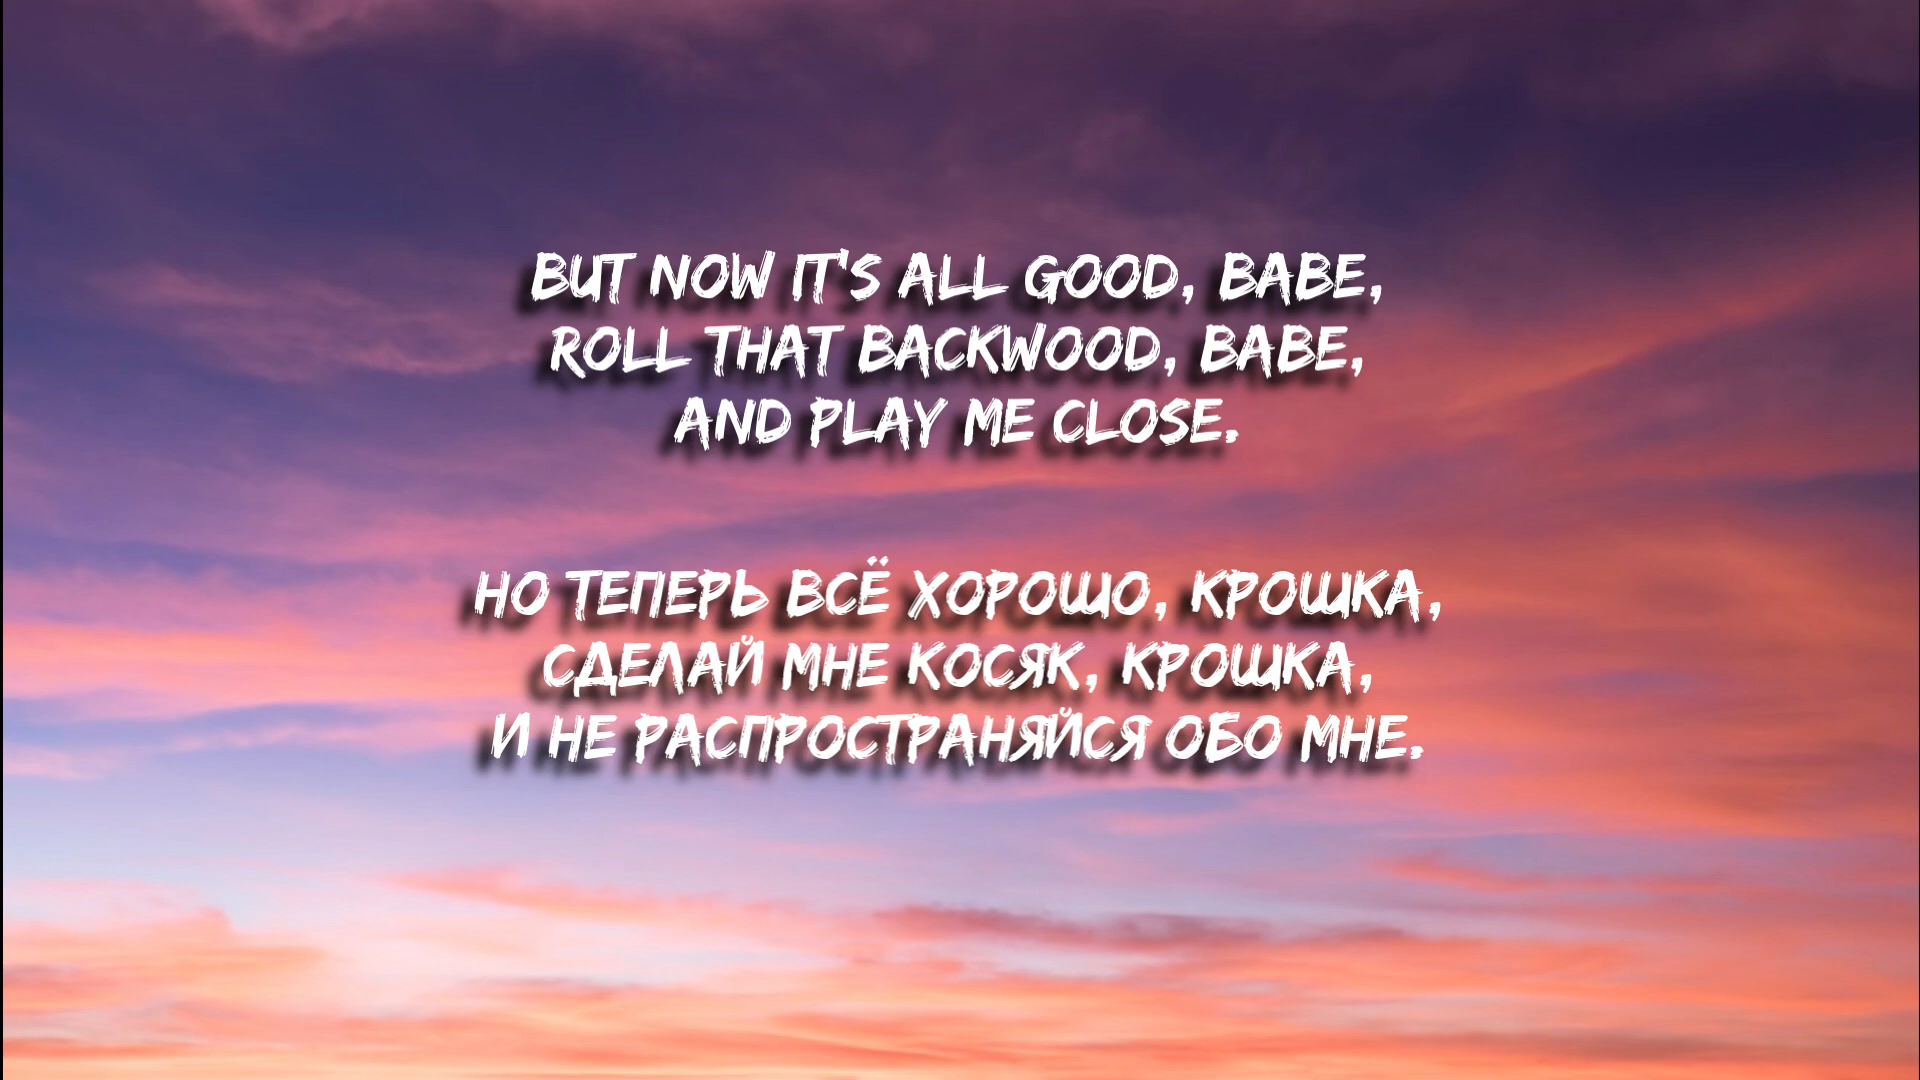 BUT NOW IT'S ALL GOOD, BABE,
ROLL THAT BACKWOOD, BABE,
AND PLAY ME CLOSE.
НО ТЕПЕРЬ ВСЁ ХОРОШО, КРОШКА,
СДЕЛАЙ МНЕ КОСЯК, КРОШКА,
И НЕ РАСПРОСТРАНЯЙСЯ ОБО МНЕ.